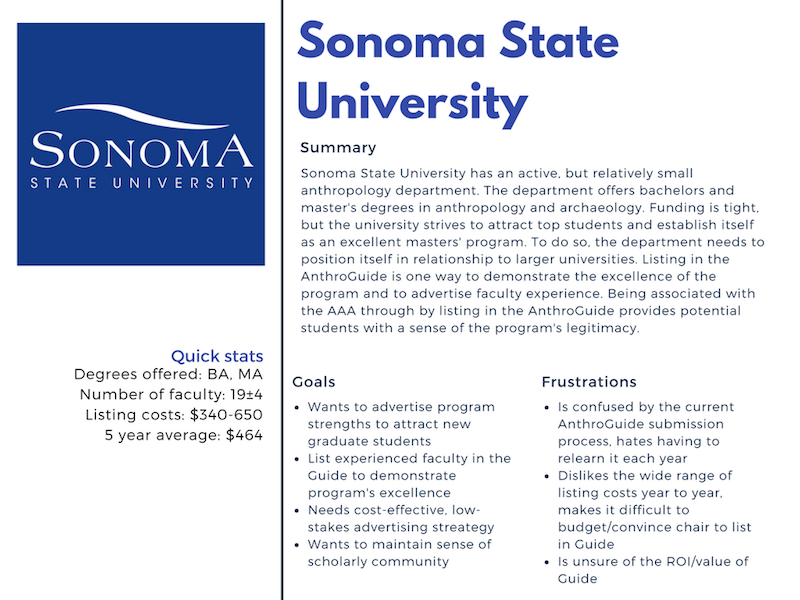 SONOMA
STATE UNIVERSITY
Quick stats
Degrees offered: BA, MA
Number of faculty: 19±4
Listing costs: $340-650
5 year average: $464
Sonoma State
University
Summary
Sonoma State University has an active, but relatively small
anthropology department. The department offers bachelors and
master's degrees in anthropology and archaeology. Funding is tight,
but the university strives to attract top students and establish itself
as an excellent masters' program. To do so, the department needs to
position itself in relationship to larger universities. Listing in the
AnthroGuide is one way to demonstrate the excellence of the
program and to advertise faculty experience. Being associated with
the AAA through by listing in the AnthroGuide provides potential
students with a sense of the program's legitimacy.
Goals
• Wants to advertise program
strengths to attract new
graduate students
• List experienced faculty in the
Guide to demonstrate
program's excellence
• Needs cost-effective, low-
stakes advertising streategy
• Wants to maintain sense of
scholarly community
Frustrations
• Is confused by the current
AnthroGuide submission
process, hates having to
relearn it each year
• Dislikes the wide range of
listing costs year to year,
makes it difficult to
budget/convince chair to list
in Guide
• Is unsure of the ROI/value of
Guide